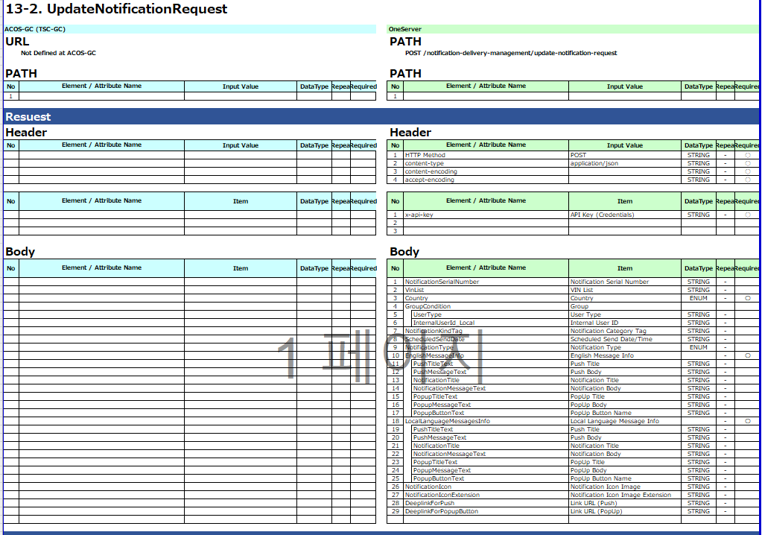 13-2. UpdateNotificationRequest
ACOS-GC (TSC-GC) OneServer
URL PATH
Not Defined at ACOS-GC POST /notification-delivery-management/update-notification-request
PATH PATH
No Element / Attribute Name Input Value DataType Repea Required No Element / Attribute Name Input Value DataType Repea Require
1 1
Resuest
Header Header
No Element / Attribute Name Input Value DataType Repea Required No Element / Attribute Name Input Value DataType Repea Require
1 HTTP Method POST STRING - ○
2 content-type application/json STRING - ○
3 content-encoding STRING - ○
4 accept-encoding STRING - ○
No Element / Attribute Name Item DataType Repea Required No Element / Attribute Name Item DataType Repea Require
1 x-api-key API Key (Credentials) STRING - ○
2
3
Body Body
No Element / Attribute Name Item DataType Repea Required No Element / Attribute Name Item DataType Repea Require
1 NotificationSerialNumber Notification Serial Number STRING -
2 VinList VIN List STRING -
3 Country Country ENUM - ○
4 GroupCondition Group
5 UserType User Type STRING -
6 InternalUserId_Local Internal User ID STRING -
7 NotificationKindTag Notification Category Tag STRING -
8 ScheduledSendDate Scheduled Send Date/Time STRING -
9 NotificationType Notification Type ENUM -
10 EnglishMessageInfo English Message Info - ○
11 PushTitleText Push Title STRING -
12 PushMessageText Push Body STRING -
13 NotificationTitle Notification Title STRING -
14 NotificationMessageText Notification Body STRING -
15 PopupTitleText PopUp Title STRING -
16 PopupMessageText PopUp Body STRING -
17 PopupButtonText PopUp Button Name STRING -
18 LocalLanguageMessagesInfo Local Language Message Info ○
19 PushTitleText Push Title STRING -
20 PushMessageText Push Body STRING -
21 NotificationTitle Notification Title STRING -
22 NotificationMessageText Notification Body STRING -
23 PopupTitleText PopUp Title STRING -
24 PopupMessageText PopUp Body STRING -
25 PopupButtonText PopUp Button Name STRING -
26 NotificationIcon Notification Icon Image STRING -
27 NotificationIconExtension Notification Icon Image Extension STRING -
28 DeeplinkForPush Link URL (Push) STRING -
29 DeeplinkForPopupButton Link URL (PopUp) STRING -
1 페이지